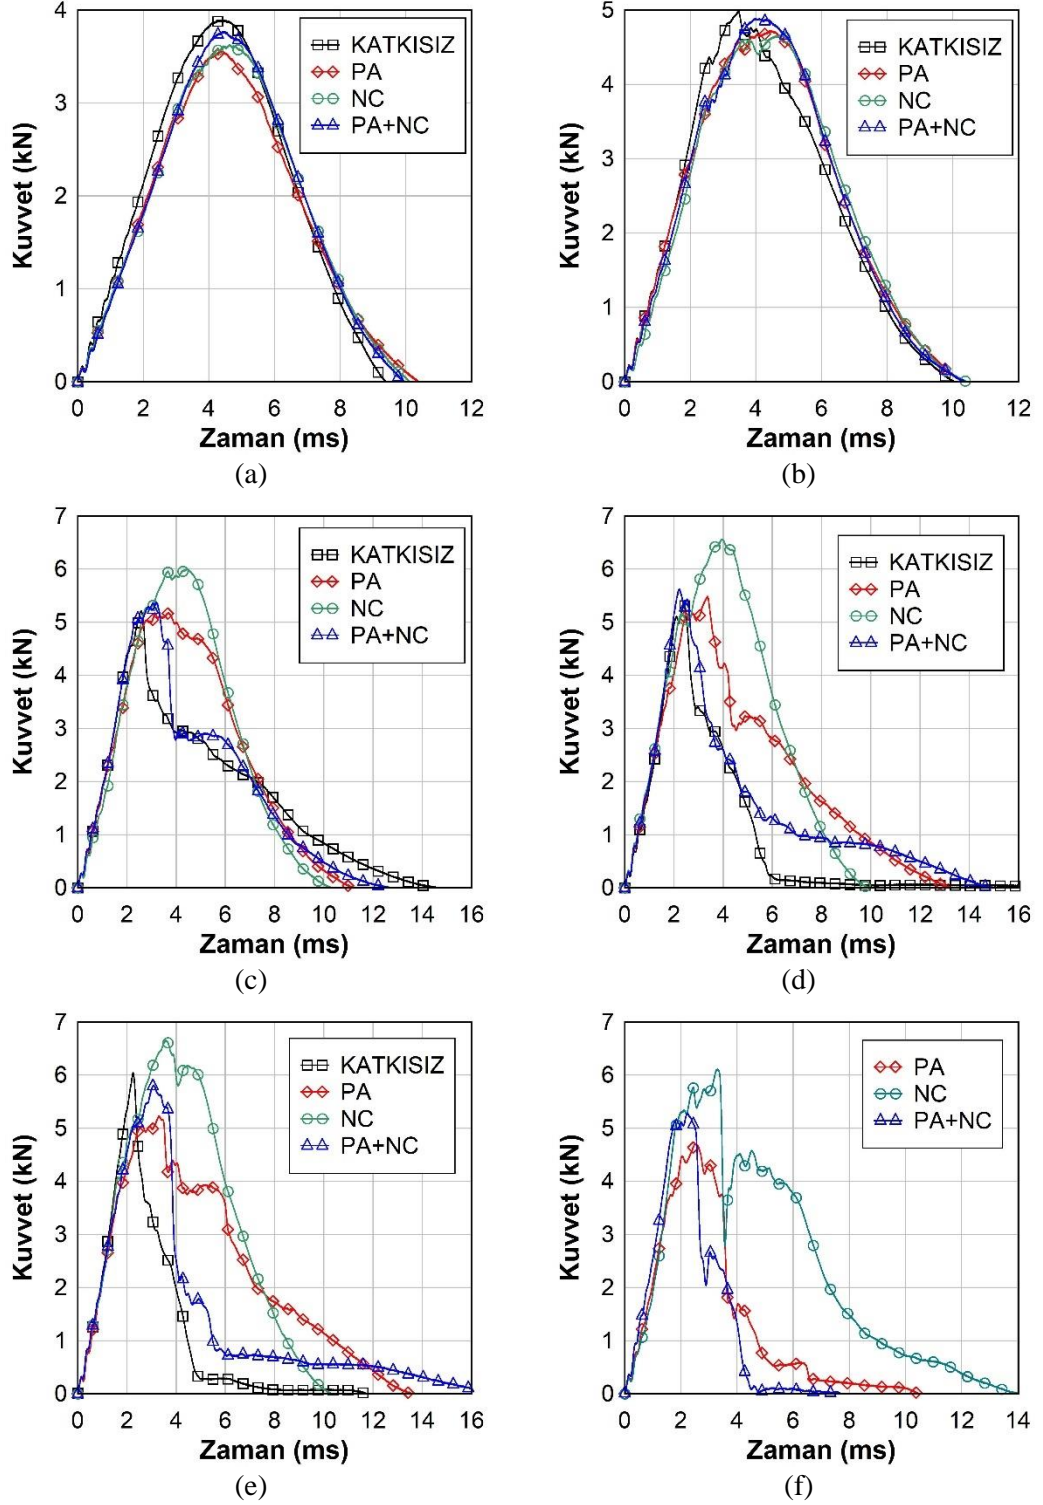 KATKISIZ
PA
NC
PA+NC
Kuvvet (kN)
5
4
3
2
1
0
0 2 4 6 8 10 12
Zaman (ms)
(a)
KATKISIZ
PA
NC
PA+NC
Kuvvet (kN)
5
4
3
2
1
0
0 2 4 6 8 10 12
Zaman (ms)
(b)
KATKISIZ
PA
NC
PA+NC
Kuvvet (kN)
7
6
5
4
3
2
1
0
0 2 4 6 8 10 12 14 16
Zaman (ms)
(c)
KATKISIZ
PA
NC
PA+NC
Kuvvet (kN)
7
6
5
4
3
2
1
0
0 2 4 6 8 10 12 14 16
Zaman (ms)
(d)
KATKISIZ
PA
NC
PA+NC
Kuvvet (kN)
7
6
5
4
3
2
1
0
0 2 4 6 8 10 12 14 16
Zaman (ms)
(e)
PA
NC
PA+NC
Kuvvet (kN)
7
6
5
4
3
2
1
0
0 2 4 6 8 10 12 14
Zaman (ms)
(f)